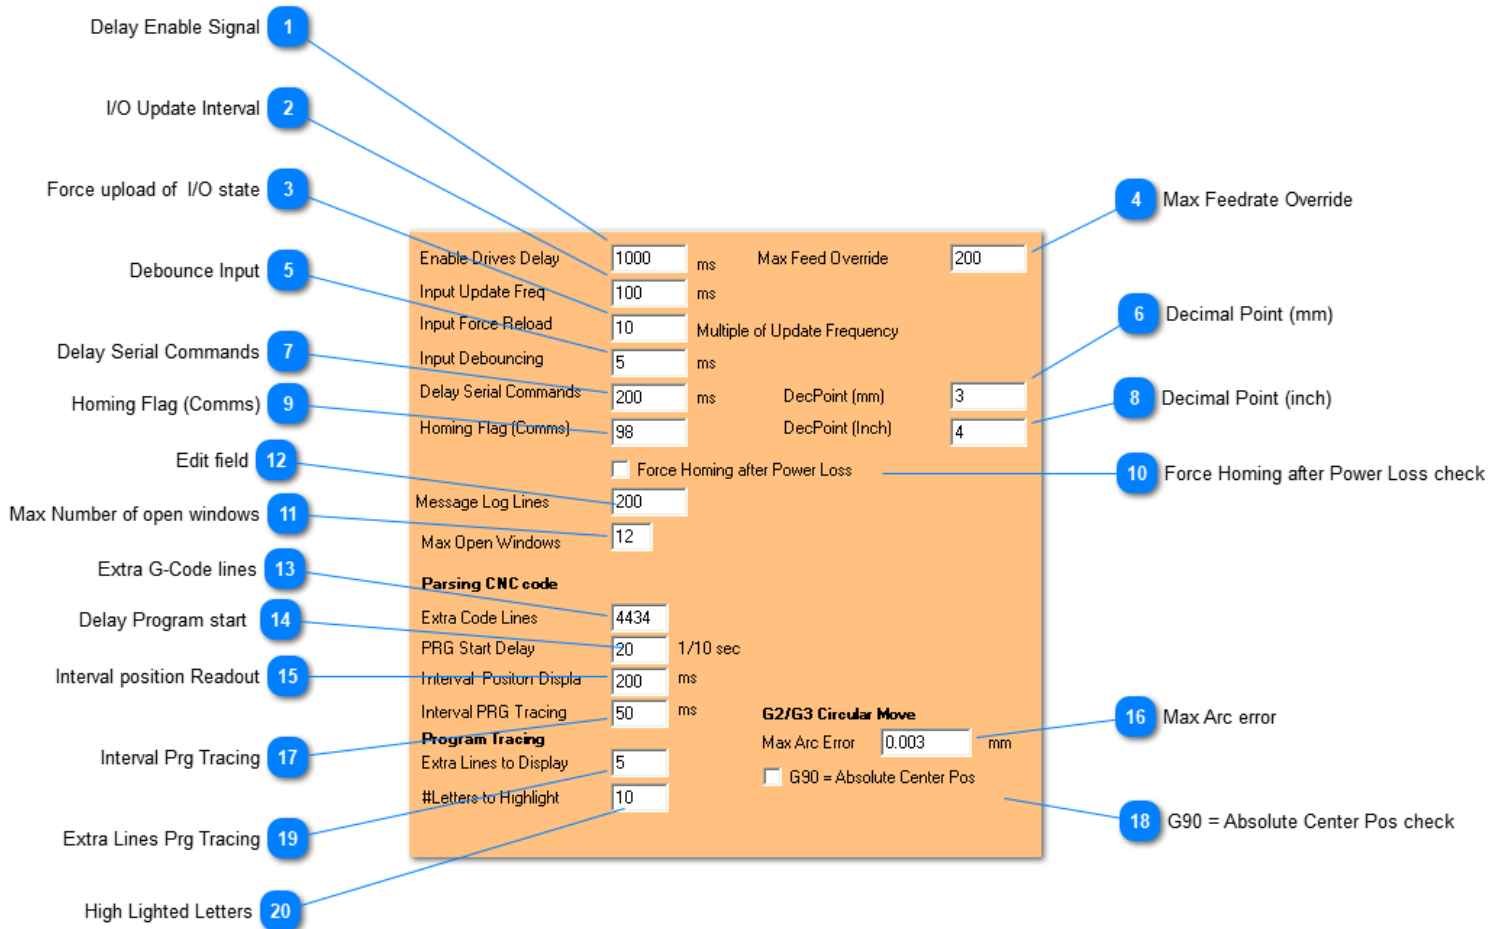 Delay Enable Signal 1
I/O Update Interval 2
Force upload of I/O state 3
4 Max Feedrate Override
Debounce Input 5
6 Decimal Point (mm)
Delay Serial Commands 7
8 Decimal Point (inch)
Homing Flag (Comms) 9
Edit field 12
10 Force Homing after Power Loss check
Max Number of open windows 11
Extra G-Code lines 13
Delay Program start 14
Interval position Readout 15
16 Max Arc error
Interval Prg Tracing 17
18 G90 = Absolute Center Pos check
Extra Lines Prg Tracing 19
High Lighted Letters 20
Enable Drives Delay 1000 ms Max Feed Override 200
Input Update Freq 100 ms
Input Force Reload 10 Multiple of Update Frequency
Input Debouncing 5 ms
Delay Serial Commands 200 ms DecPoint (mm) 3
Homing Flag (Comms) 98 DecPoint (Inch) 4
Force Homing after Power Loss
Message Log Lines 200
Max Open Windows 12
Parsing CNC code
Extra Code Lines 4434
PRG Start Delay 20 1/10 sec
Interval Positon Displa 200 ms
Interval PRG Tracing 50 ms G2/G3 Circular Move
Program Tracing Max Arc Error 0.003 mm
Extra Lines to Display 5 G90 = Absolute Center Pos
#Letters to Highlight 10